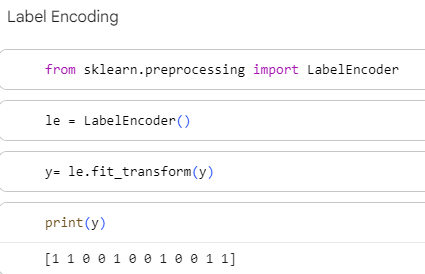 Label Encoding
from sklearn.preprocessing import LabelEncoder
le = LabelEncoder()
y= le.fit_transform(y)
print(y)
[1 1 0 0 1 0 0 1 0 0 1 1]